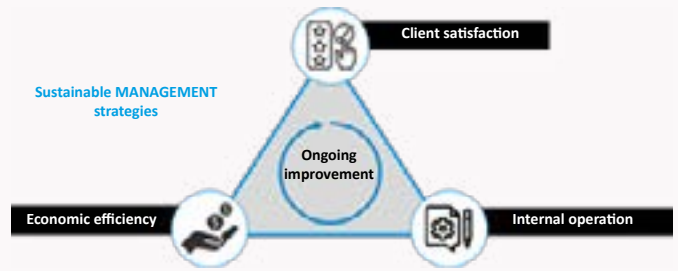 Client satisfaction
Sustainable MANAGEMENT
strategies
Ongoing
improvement
Economic efficiency
Internal operation